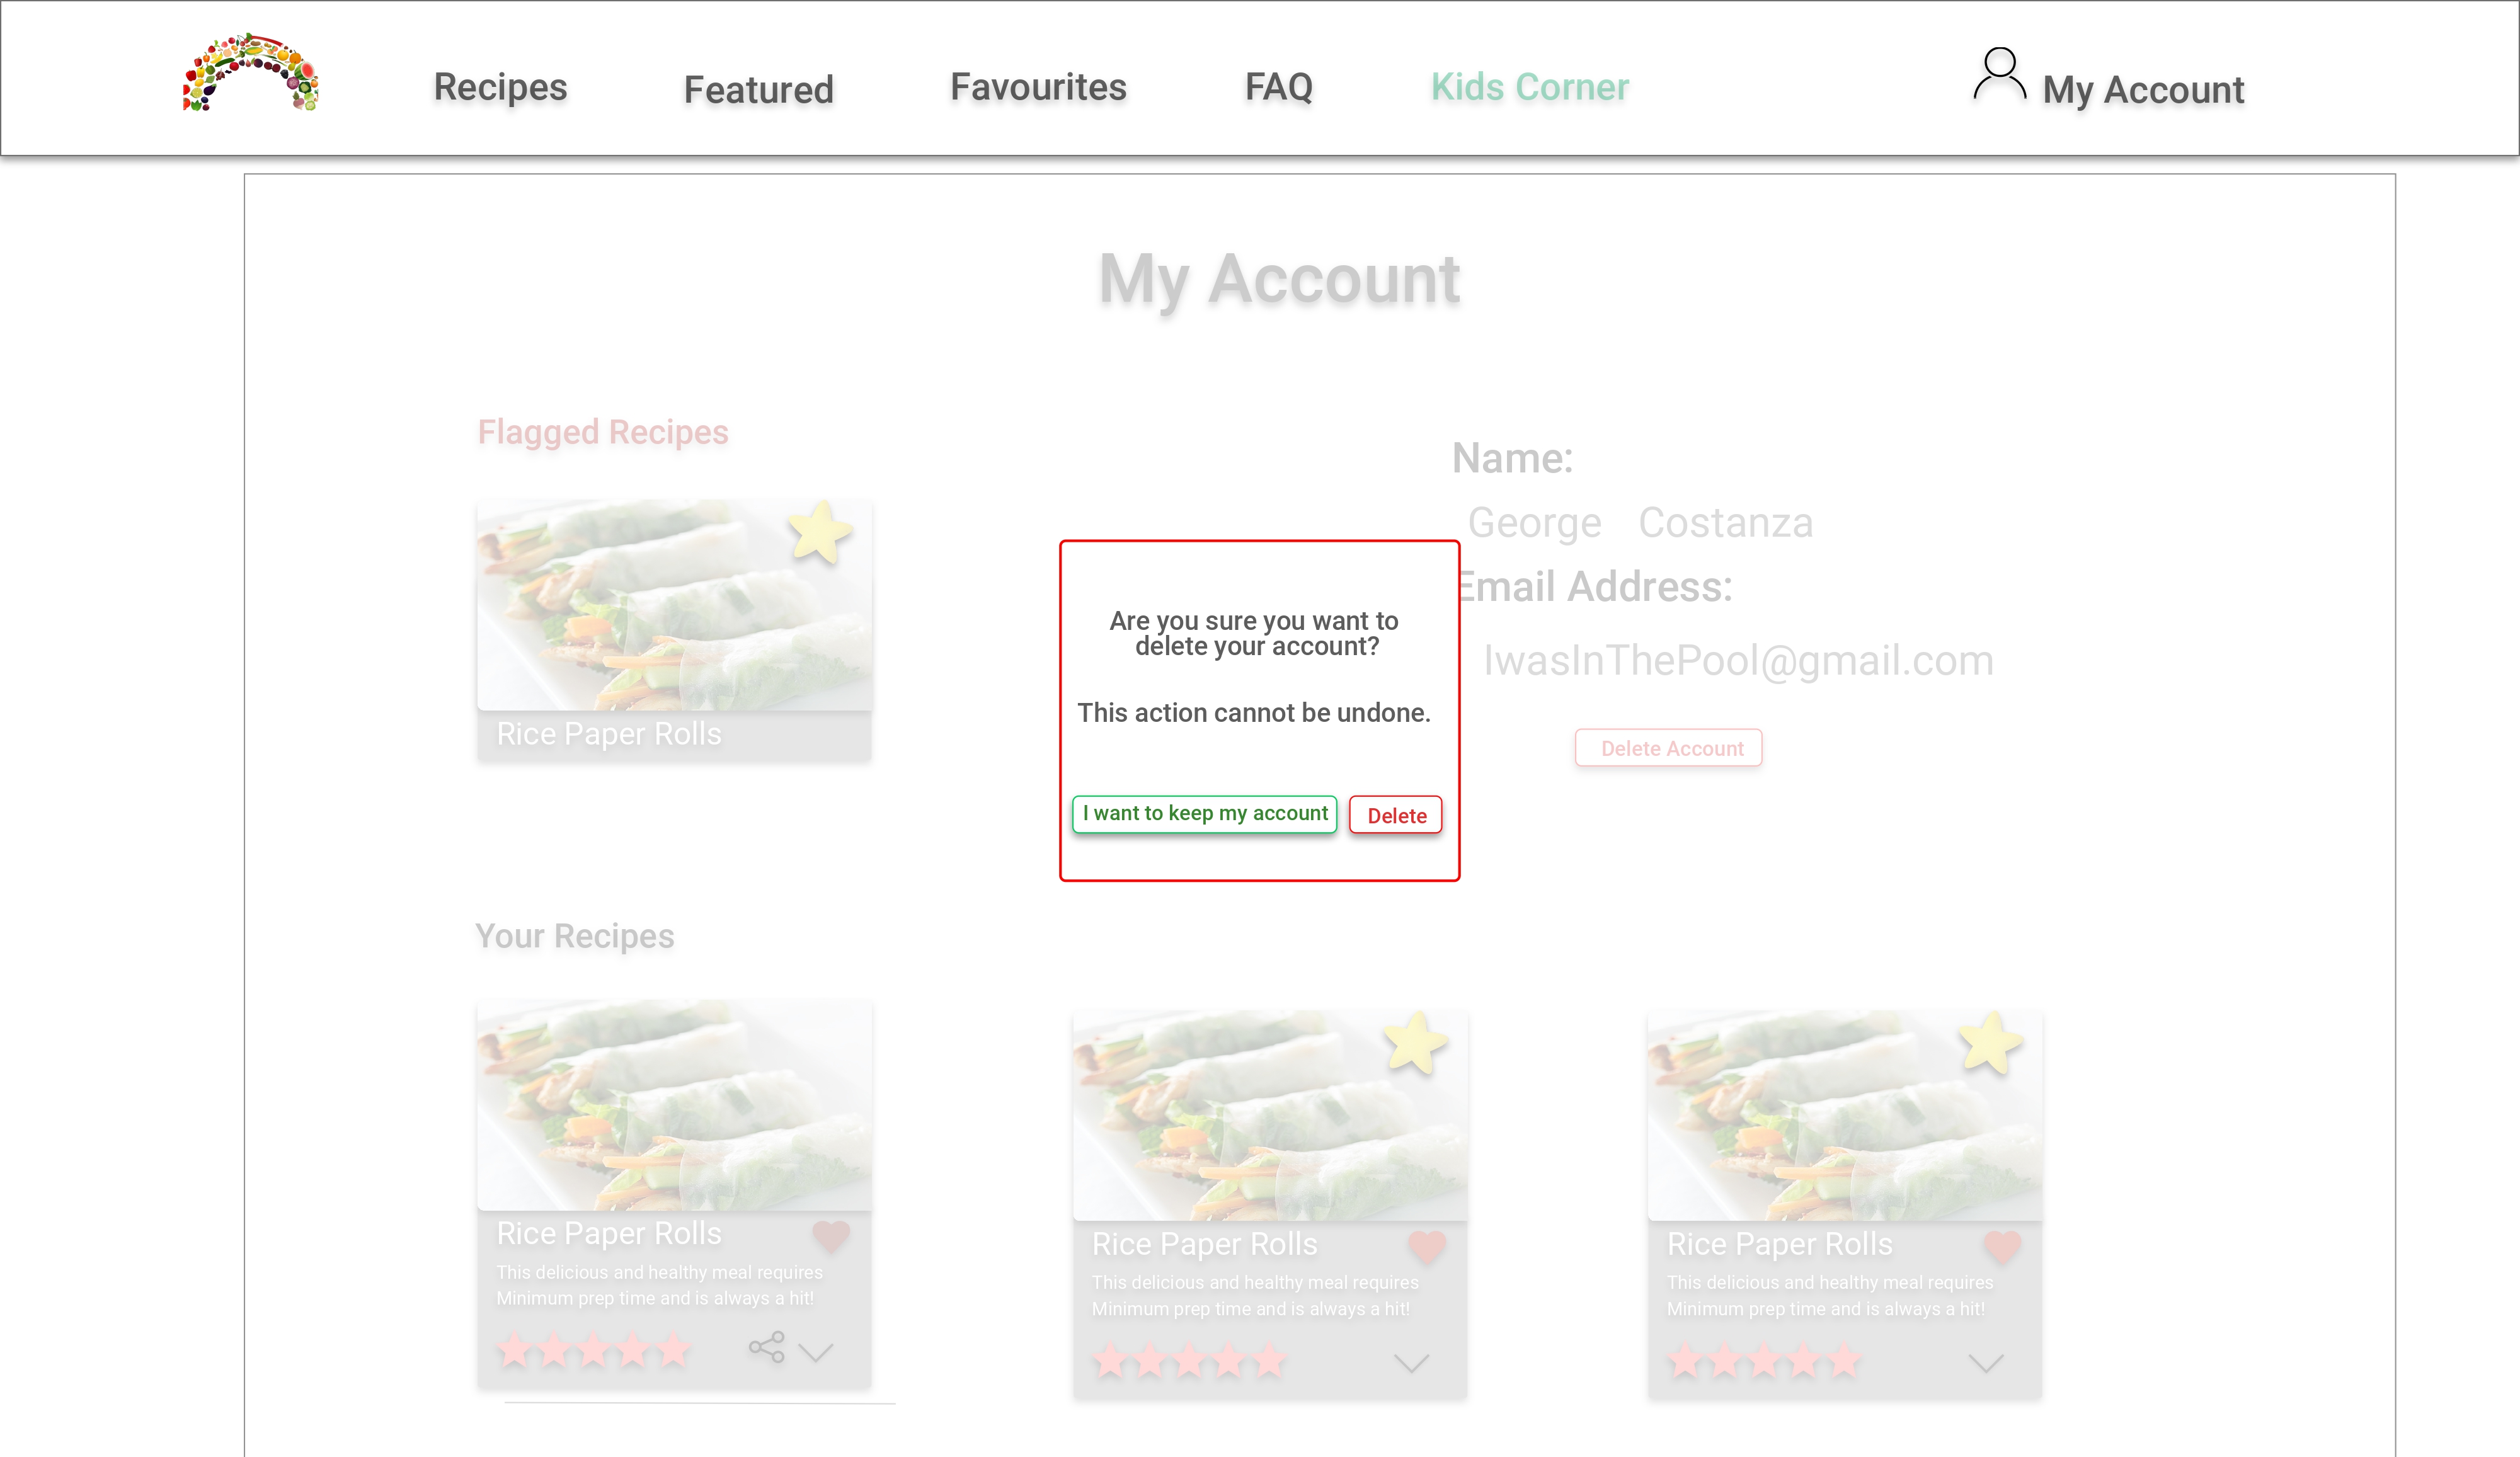 Recipes
Featured
Favourites
FAQ
Kids Corner
My Account
My Account
Flagged Recipes
Rice Paper Rolls
Name:
George Costanza
Email Address:
IwasInThePool@gmail.com
Delete Account
Are you sure you want to
delete your account?
This action cannot be undone.
I want to keep my account
Delete
Your Recipes
Rice Paper Rolls
This delicious and healthy meal requires
Minimum prep time and is always a hit!
Rice Paper Rolls
This delicious and healthy meal requires
Minimum prep time and is always a hit!
Rice Paper Rolls
This delicious and healthy meal requires
Minimum prep time and is always a hit!